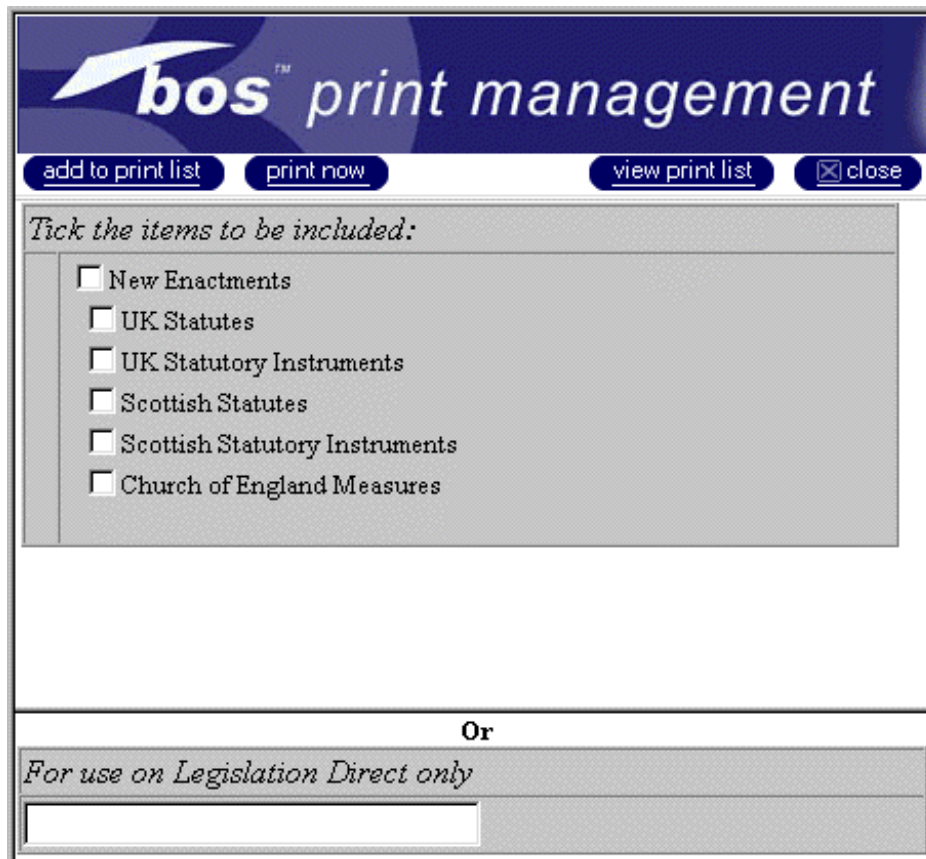 bos™ print management
add to print list print now view print list close
Tick the items to be included:
New Enactments
UK Statutes
UK Statutory Instruments
Scottish Statutes
Scottish Statutory Instruments
Church of England Measures
Or
For use on Legislation Direct only